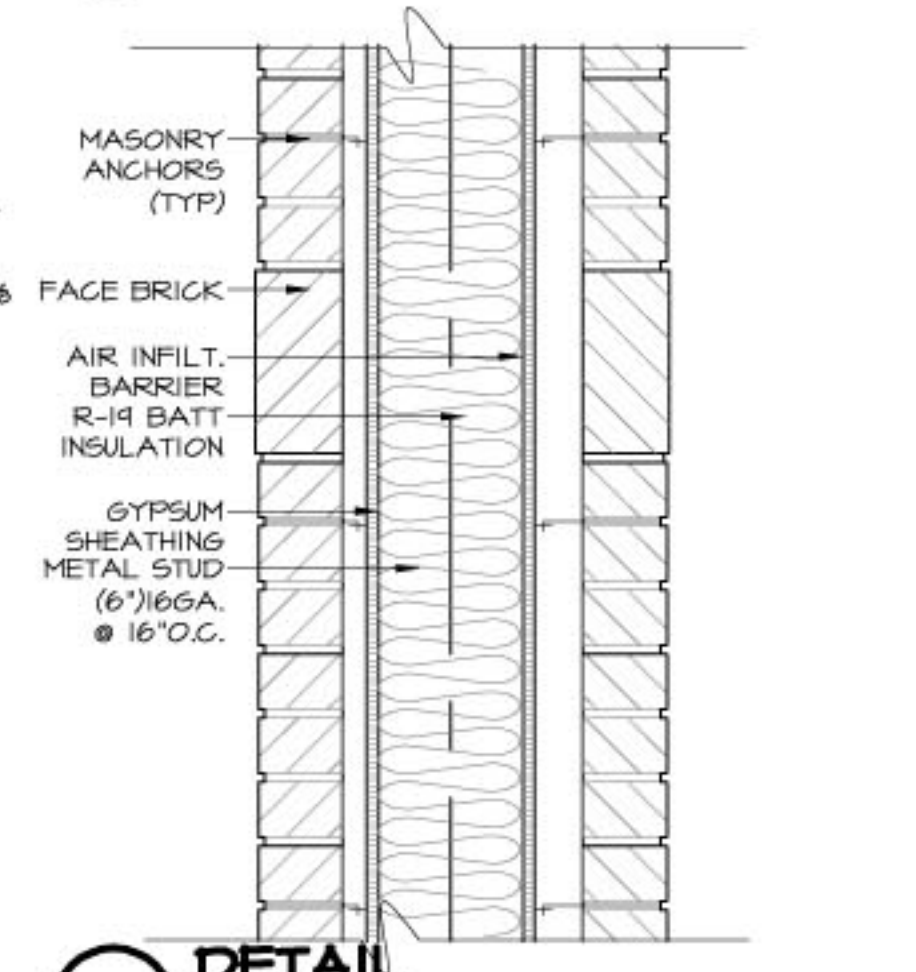 MASONRY
ANCHORS
(TYP)
FACE BRICK
AIR INFILT.
BARRIER
R-19 BATT
INSULATION
GYPSUM
SHEATHING
METAL STUD
(6")16GA.
@ 16"O.C.
DETAIL